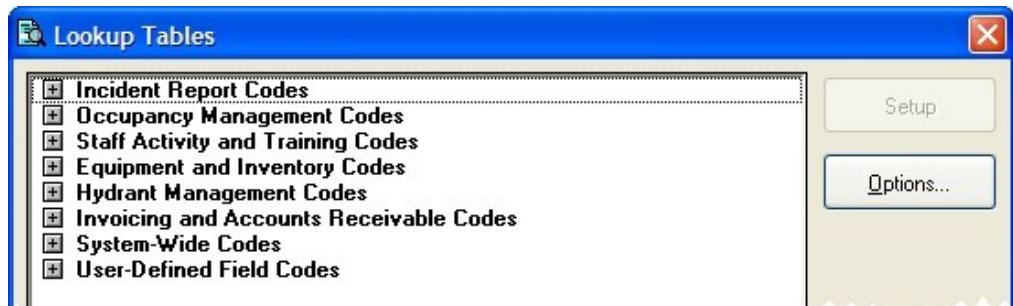 Lookup Tables
Incident Report Codes
Setup
Occupancy Management Codes
Staff Activity and Training Codes
Equipment and Inventory Codes
Options...
Hydrant Management Codes
Invoicing and Accounts Receivable Codes
System-Wide Codes
User-Defined Field Codes